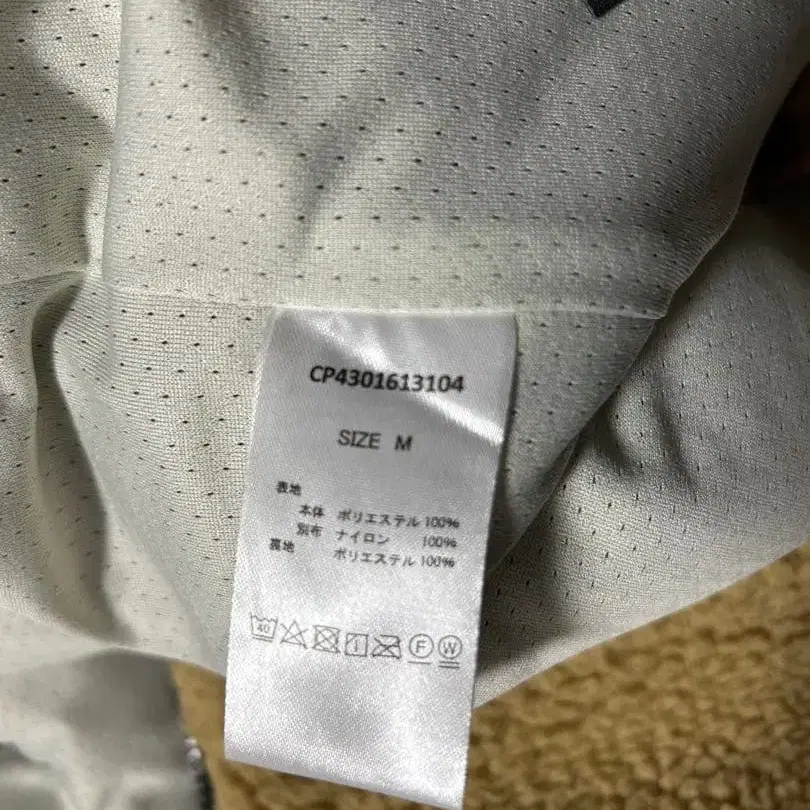 CP4301613104
SIZE M
表地
本体 ポリエステル 100%
別布 ナイロン 100%
裏地 ポリエステル 100%
40 F W